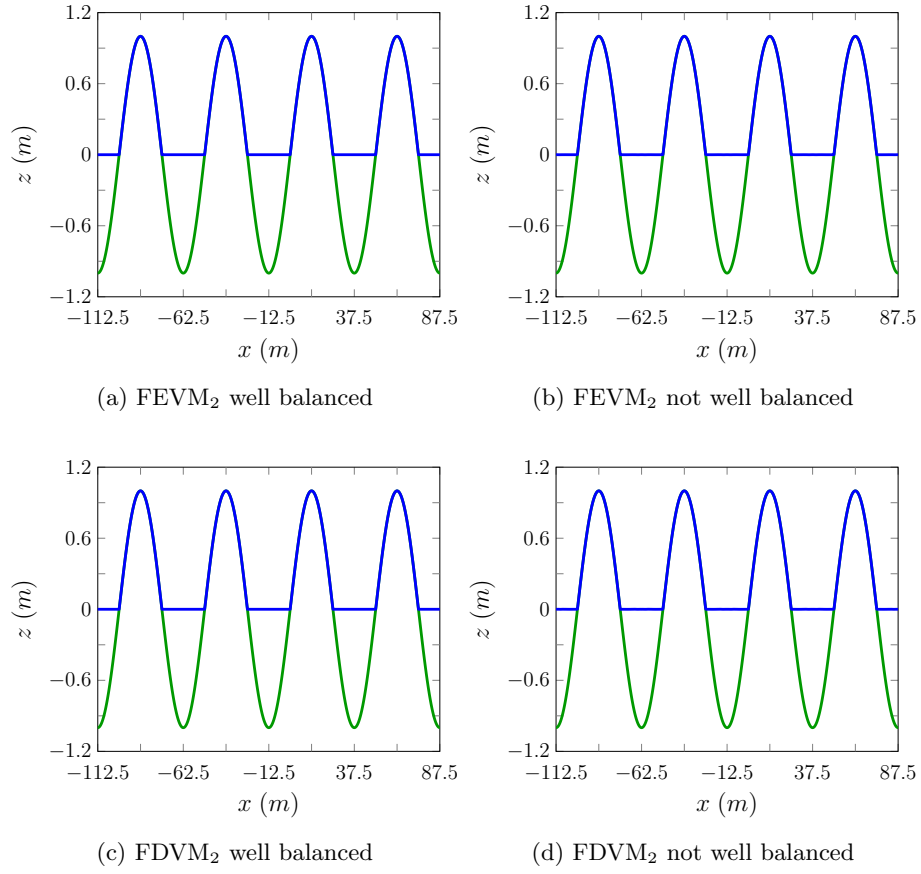 1.2
0.6
0
−0.6
−1.2
z (m)
−112.5 −62.5 −12.5 37.5 87.5
x (m)
(a) FEVM₂ well balanced
1.2
0.6
0
−0.6
−1.2
z (m)
−112.5 −62.5 −12.5 37.5 87.5
x (m)
(b) FEVM₂ not well balanced
1.2
0.6
0
−0.6
−1.2
z (m)
−112.5 −62.5 −12.5 37.5 87.5
x (m)
(c) FDVM₂ well balanced
1.2
0.6
0
−0.6
−1.2
z (m)
−112.5 −62.5 −12.5 37.5 87.5
x (m)
(d) FDVM₂ not well balanced